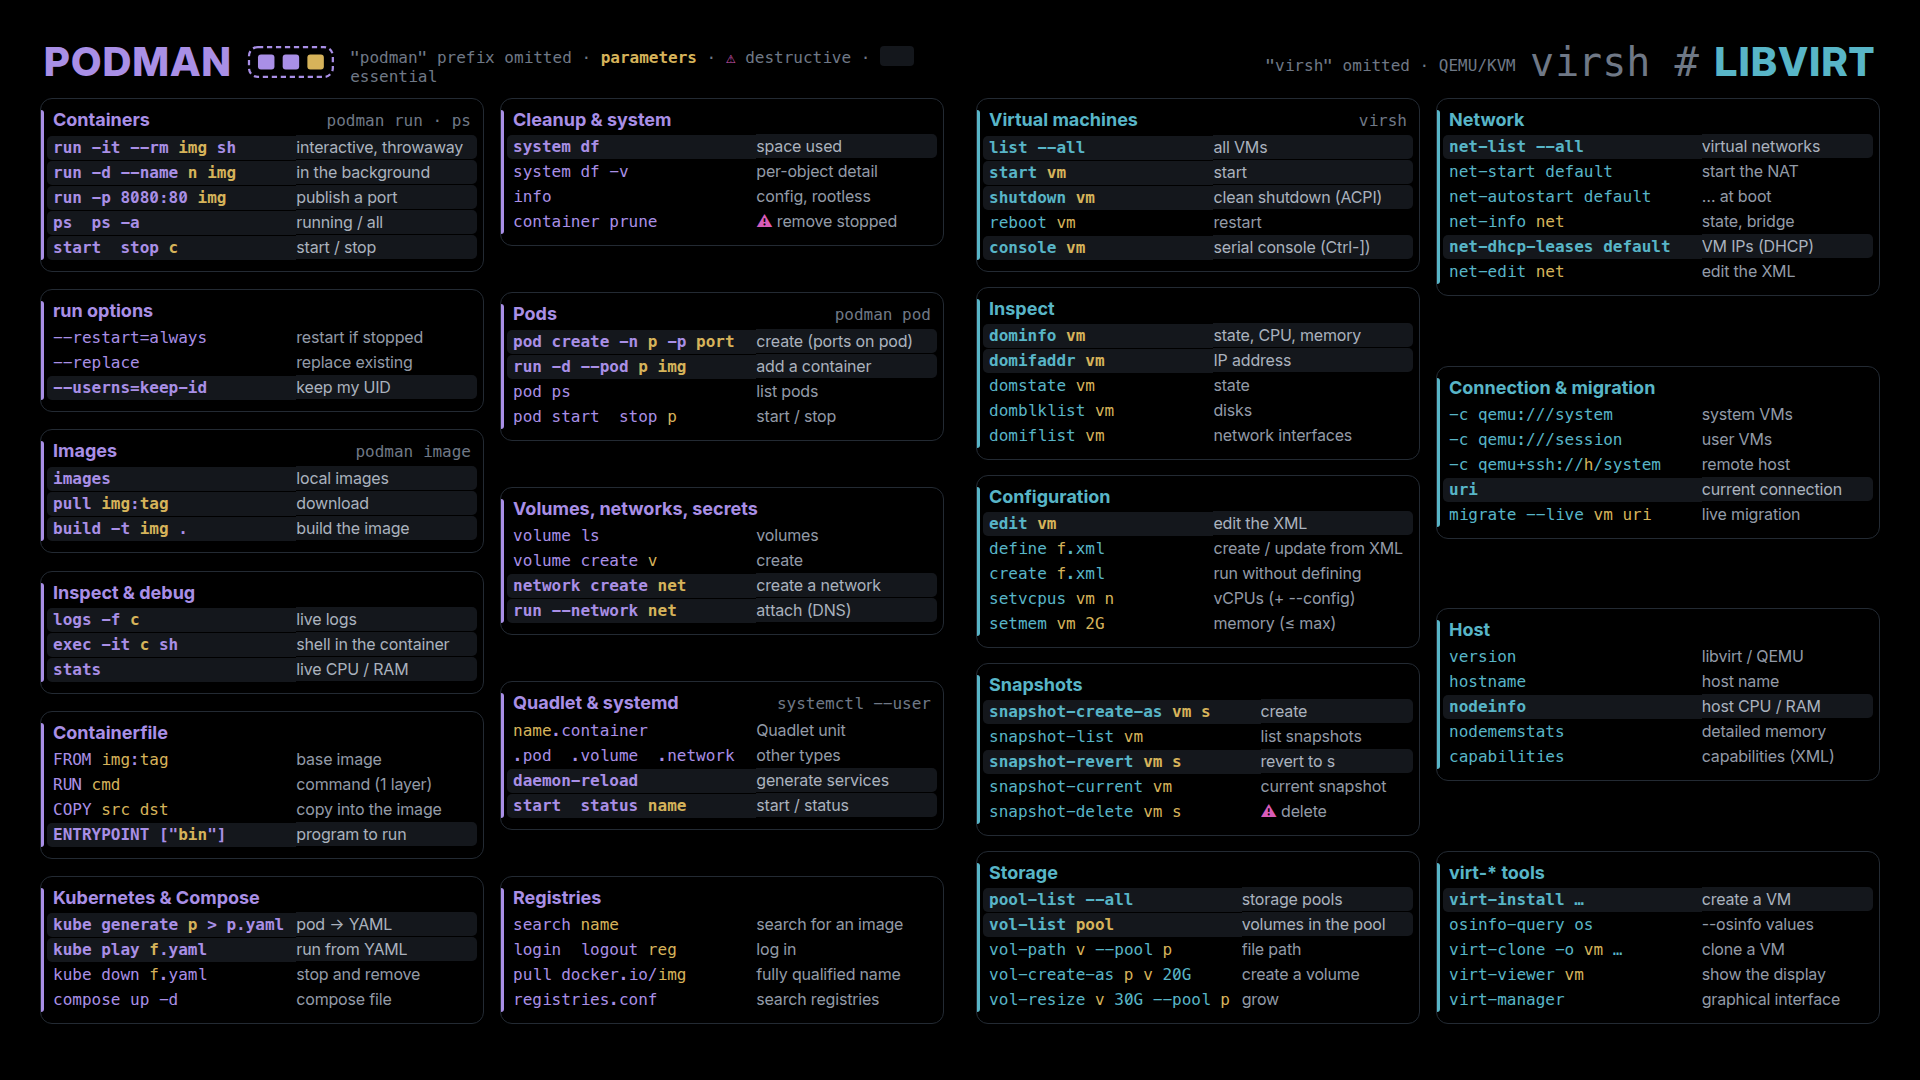 PODMAN
"podman" prefix omitted · parameters · ⚠ destructive ·
essential
"virsh" omitted · QEMU/KVM virsh # LIBVIRT
Containers podman run · ps
run -it --rm img sh interactive, throwaway
run -d --name n img in the background
run -p 8080:80 img publish a port
ps ps -a running / all
start stop c start / stop
run options
--restart=always restart if stopped
--replace replace existing
--userns=keep-id keep my UID
Images podman image
images local images
pull img:tag download
build -t img . build the image
Inspect & debug
logs -f c live logs
exec -it c sh shell in the container
stats live CPU / RAM
Containerfile
FROM img:tag base image
RUN cmd command (1 layer)
COPY src dst copy into the image
ENTRYPOINT ["bin"] program to run
Kubernetes & Compose
kube generate p > p.yaml pod → YAML
kube play f.yaml run from YAML
kube down f.yaml stop and remove
compose up -d compose file
Cleanup & system
system df space used
system df -v per-object detail
info config, rootless
container prune ⚠ remove stopped
Pods podman pod
pod create -n p -p port create (ports on pod)
run -d --pod p img add a container
pod ps list pods
pod start stop p start / stop
Volumes, networks, secrets
volume ls volumes
volume create v create
network create net create a network
run --network net attach (DNS)
Quadlet & systemd systemctl --user
name.container Quadlet unit
.pod .volume .network other types
daemon-reload generate services
start status name start / status
Registries
search name search for an image
login logout reg log in
pull docker.io/img fully qualified name
registries.conf search registries
Virtual machines virsh
list --all all VMs
start vm start
shutdown vm clean shutdown (ACPI)
reboot vm restart
console vm serial console (Ctrl-])
Inspect
dominfo vm state, CPU, memory
domifaddr vm IP address
domstate vm state
domblklist vm disks
domiflist vm network interfaces
Configuration
edit vm edit the XML
define f.xml create / update from XML
create f.xml run without defining
setvcpus vm n vCPUs (+ --config)
setmem vm 2G memory (≤ max)
Snapshots
snapshot-create-as vm s create
snapshot-list vm list snapshots
snapshot-revert vm s revert to s
snapshot-current vm current snapshot
snapshot-delete vm s ⚠ delete
Storage
pool-list --all storage pools
vol-list pool volumes in the pool
vol-path v --pool p file path
vol-create-as p v 20G create a volume
vol-resize v 30G --pool p grow
Network
net-list --all virtual networks
net-start default start the NAT
net-autostart default ... at boot
net-info net state, bridge
net-dhcp-leases default VM IPs (DHCP)
net-edit net edit the XML
Connection & migration
-c qemu:///system system VMs
-c qemu:///session user VMs
-c qemu+ssh://h/system remote host
uri current connection
migrate --live vm uri live migration
Host
version libvirt / QEMU
hostname host name
nodeinfo host CPU / RAM
nodememstats detailed memory
capabilities capabilities (XML)
virt-* tools
virt-install … create a VM
osinfo-query os --osinfo values
virt-clone -o vm … clone a VM
virt-viewer vm show the display
virt-manager graphical interface